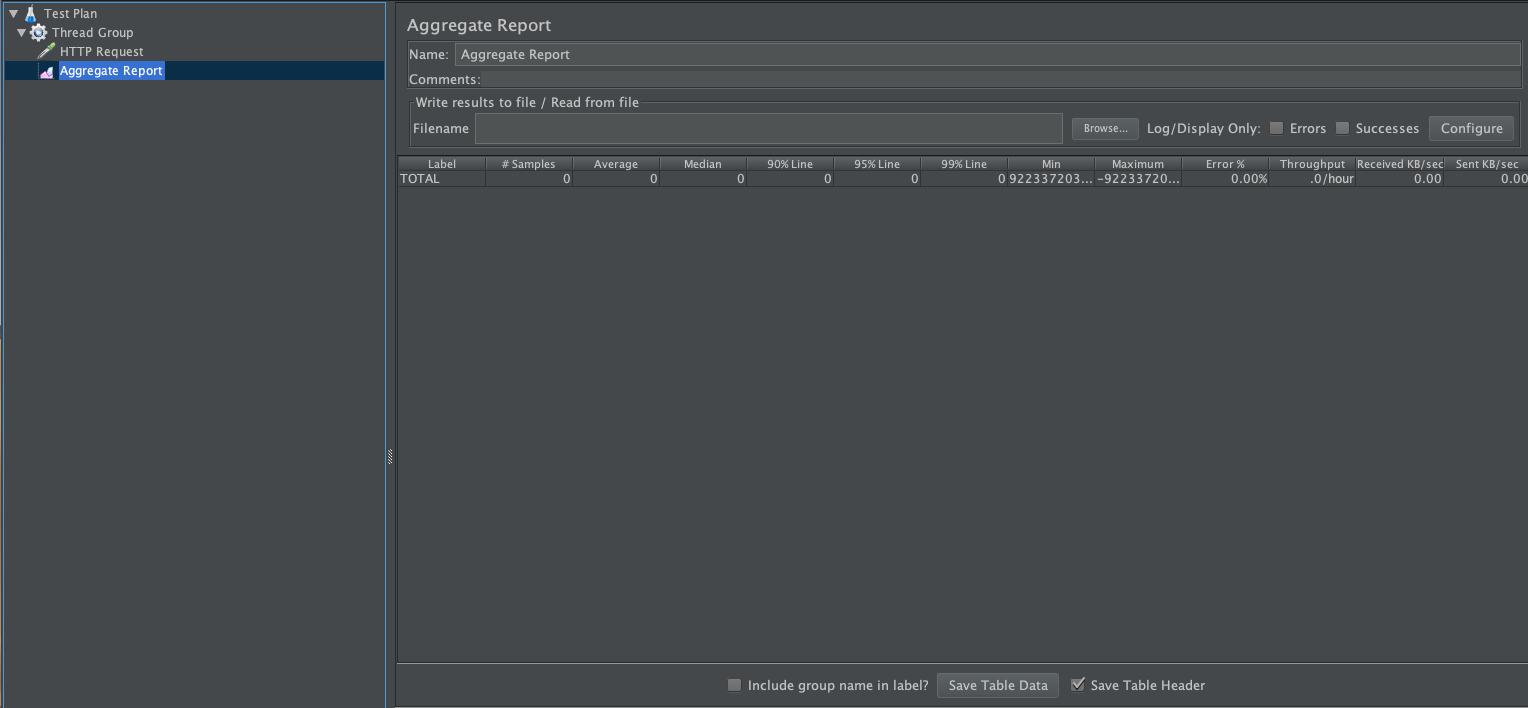 Test Plan
Thread Group
HTTP Request
Aggregate Report
Aggregate Report
Name: Aggregate Report
Comments:
Write results to file / Read from file
Filename Browse... Log/Display Only: Errors Successes Configure
Label # Samples Average Median 90% Line 95% Line 99% Line Min Maximum Error % Throughput Received KB/sec Sent KB/sec
TOTAL 0 0 0 0 0 0 922337203... -92233720... 0.00% .0/hour 0.00 0.00
Include group name in label? Save Table Data Save Table Header